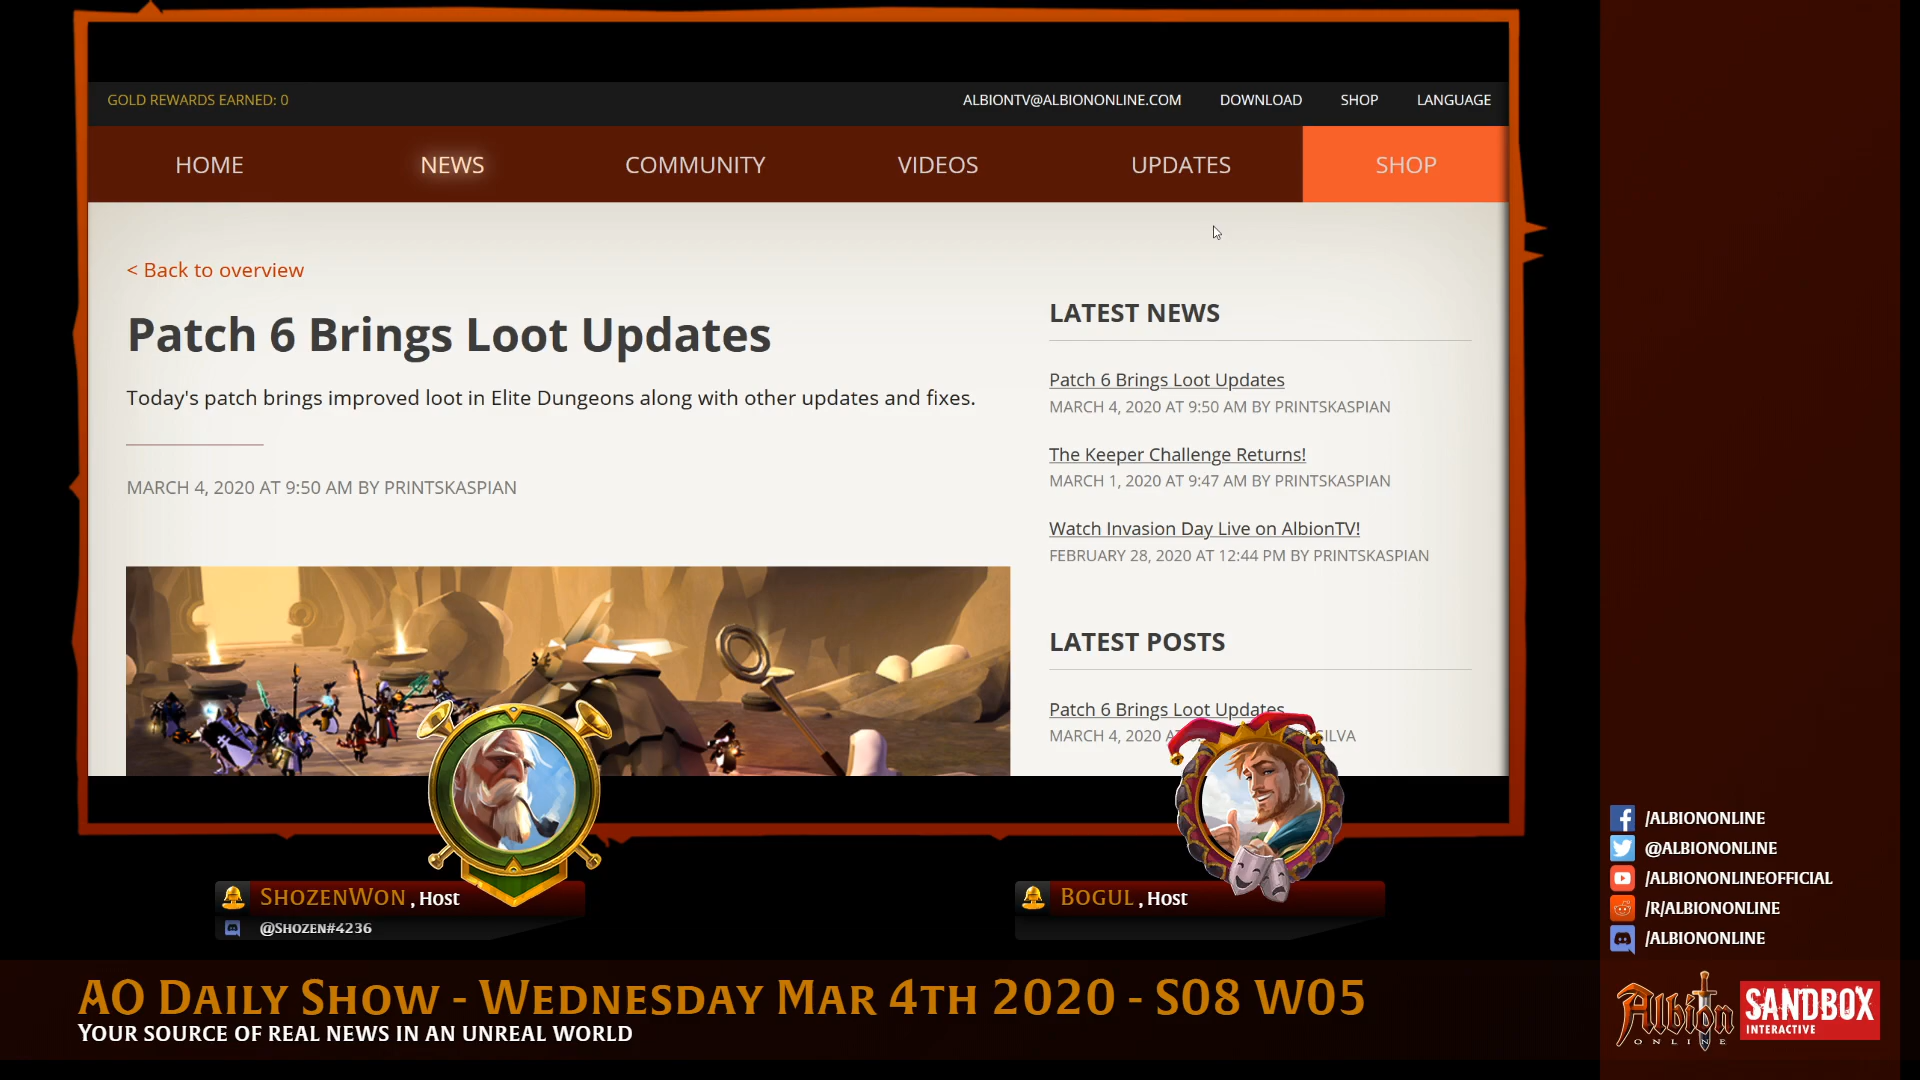 GOLD REWARDS EARNED: 0
ALBIONTV@ALBIONONLINE.COM DOWNLOAD SHOP LANGUAGE
HOME NEWS COMMUNITY VIDEOS UPDATES SHOP
< Back to overview
Patch 6 Brings Loot Updates
Today's patch brings improved loot in Elite Dungeons along with other updates and fixes.
MARCH 4, 2020 AT 9:50 AM BY PRINTSKASPIAN
LATEST NEWS
Patch 6 Brings Loot Updates
MARCH 4, 2020 AT 9:50 AM BY PRINTSKASPIAN
The Keeper Challenge Returns!
MARCH 1, 2020 AT 9:47 AM BY PRINTSKASPIAN
Watch Invasion Day Live on AlbionTV!
FEBRUARY 28, 2020 AT 12:44 PM BY PRINTSKASPIAN
LATEST POSTS
Patch 6 Brings Loot Updates
MARCH 4, 2020
SHOZENWON , HOST
@SHOZEN#4236
BOGUL , HOST
/ALBIONONLINE
@ALBIONONLINE
/ALBIONONLINEOFFICIAL
/R/ALBIONONLINE
/ALBIONONLINE
AO DAILY SHOW - WEDNESDAY MAR 4TH 2020 - S08 W05
YOUR SOURCE OF REAL NEWS IN AN UNREAL WORLD
Albion
ONLINE
SANDBOX
INTERACTIVE